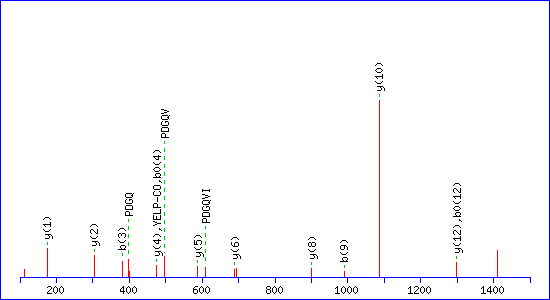 y(1)
y(2)
b(3)
PDGQ
y(4),YELP-CO,b0(4)
PDGQV
y(5)
PDGQVI
y(6)
y(8)
b(9)
y(10)
y(12),b0(12)
200 400 600 800 1000 1200 1400